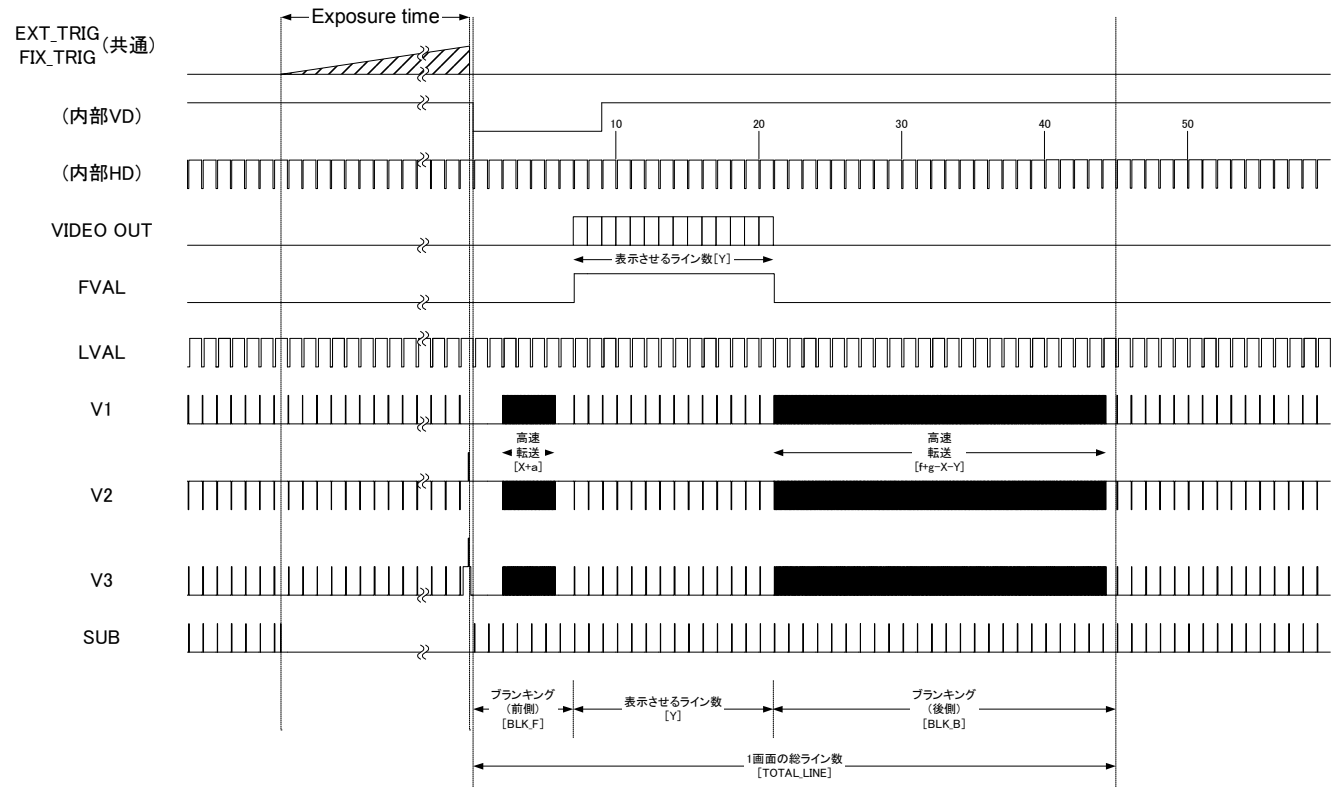 Exposure time
EXT_TRIG
FIX_TRIG
(共通)
(内部VD)
10 20 30 40 50
(内部HD)
VIDEO OUT
表示させるライン数[Y]
FVAL
LVAL
V1
高速
転送
[X+a]
高速
転送
[f+g-X-Y]
V2
V3
SUB
ブランキング
(前側)
[BLK_F]
表示させるライン数
[Y]
ブランキング
(後側)
[BLK_B]
1画面の総ライン数
[TOTAL_LINE]